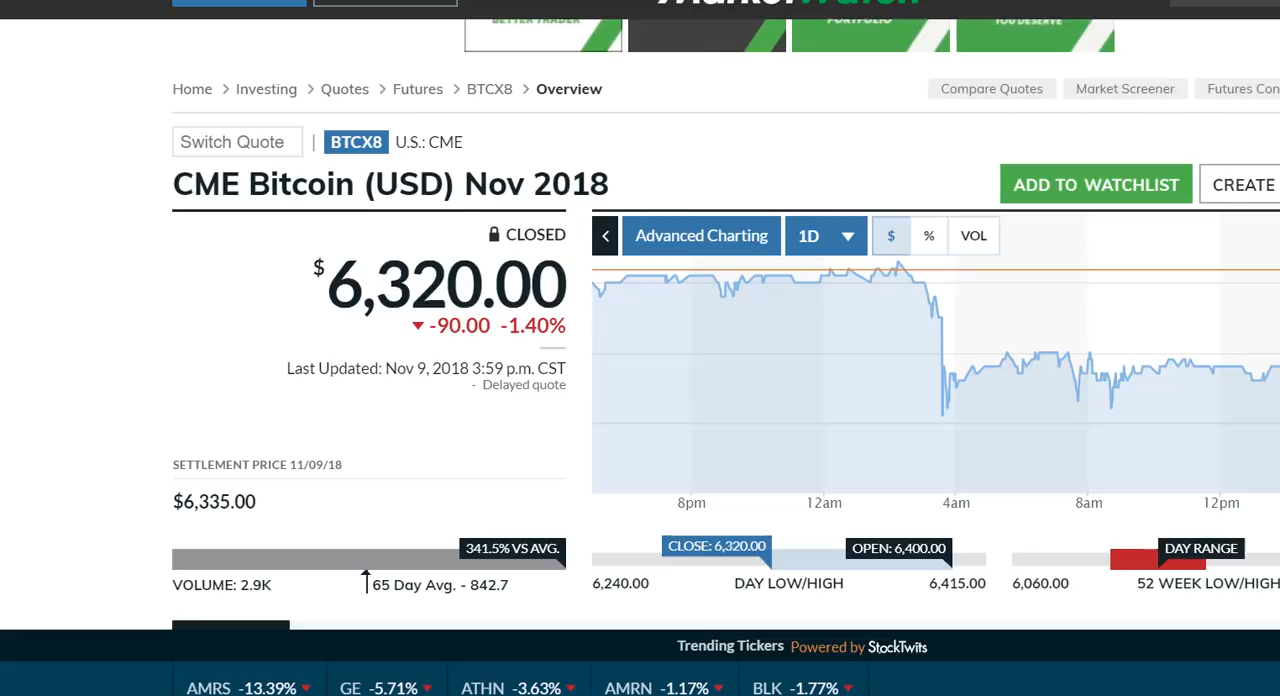 BETTER TRADER
PORTFOLIO
YOU DESERVE
Home > Investing > Quotes > Futures > BTCX8 > Overview
Compare Quotes
Market Screener
Switch Quote | BTCX8 U.S.: CME
CME Bitcoin (USD) Nov 2018
ADD TO WATCHLIST
CREATE
CLOSED
$6,320.00
-90.00 -1.40%
Last Updated: Nov 9, 2018 3:59 p.m. CST
- Delayed quote
Advanced Charting
1D
$
%
VOL
8pm 12am 4am 8am 12pm
SETTLEMENT PRICE 11/09/18
$6,335.00
341.5% VS AVG.
VOLUME: 2.9K
65 Day Avg. - 842.7
CLOSE: 6,320.00
OPEN: 6,400.00
6,240.00 DAY LOW/HIGH 6,415.00
DAY RANGE
6,060.00 52 WEEK LOW/HIGH
Trending Tickers Powered by StockTwits
AMRS -13.39%
GE -5.71%
ATHN -3.63%
AMRN -1.17%
BLK -1.77%